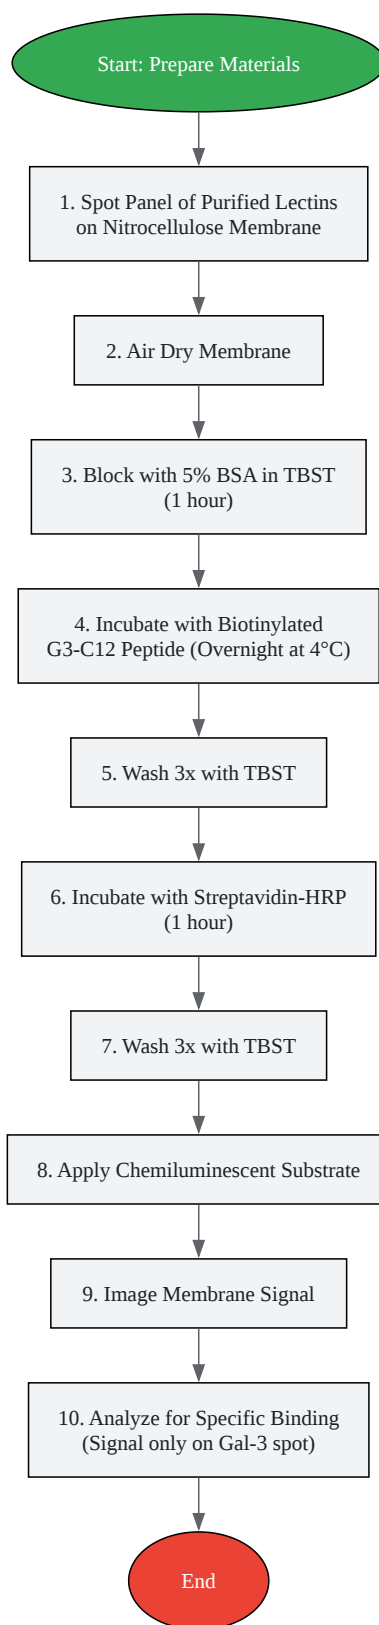 Start: Prepare Materials
1. Spot Panel of Purified Lectins
on Nitrocellulose Membrane
2. Air Dry Membrane
3. Block with 5% BSA in TBST
(1 hour)
4. Incubate with Biotinylated
G3-C12 Peptide (Overnight at 4°C)
5. Wash 3x with TBST
6. Incubate with Streptavidin-HRP
(1 hour)
7. Wash 3x with TBST
8. Apply Chemiluminescent Substrate
9. Image Membrane Signal
10. Analyze for Specific Binding
(Signal only on Gal-3 spot)
End